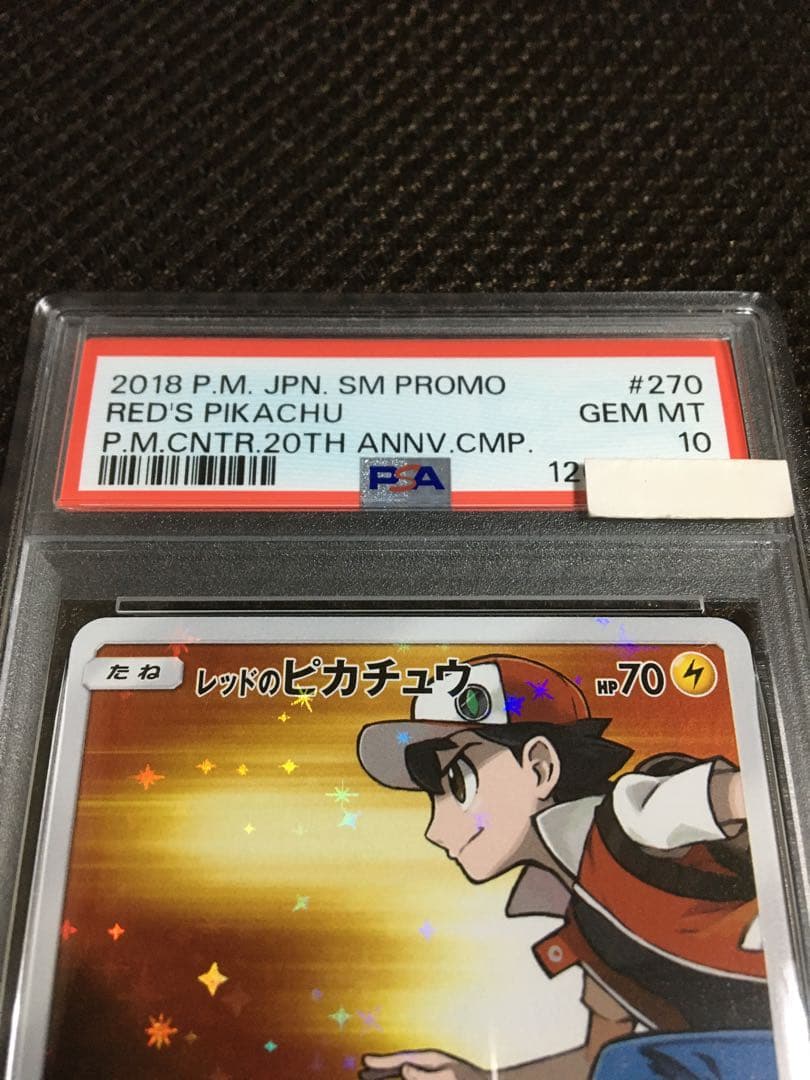 2018 P.M. JPN. SM PROMO #270
RED'S PIKACHU GEM MT
P.M.CNTR.20TH ANNV.CMP. 10
PSA
たね レッドのピカチュウ HP70